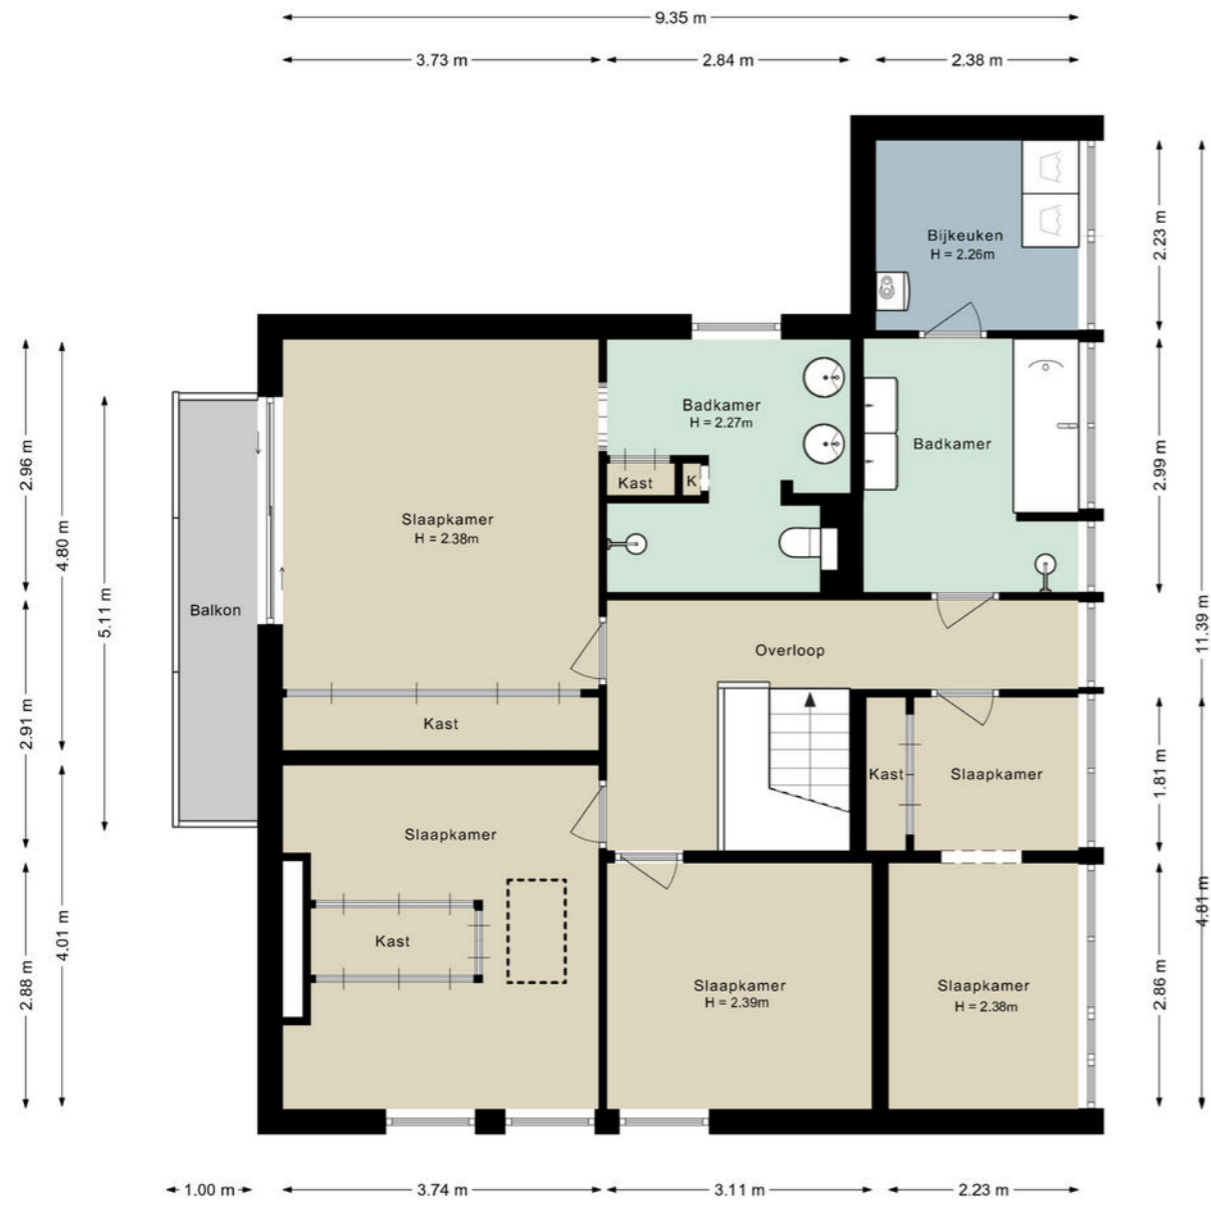 9.35 m
3.73 m
2.84 m
2.38 m
Bijkeuken
H = 2.26m
2.23 m
Badkamer
H = 2.27m
Badkamer
2.96 m
4.80 m
2.99 m
Kast
K
Slaapkamer
H = 2.38m
5.11 m
Balkon
11.39 m
Overloop
2.91 m
Kast
Kast
Slaapkamer
1.81 m
Slaapkamer
4.81 m
4.01 m
2.88 m
Kast
Slaapkamer
H = 2.39m
Slaapkamer
H = 2.38m
2.86 m
1.00 m
3.74 m
3.11 m
2.23 m